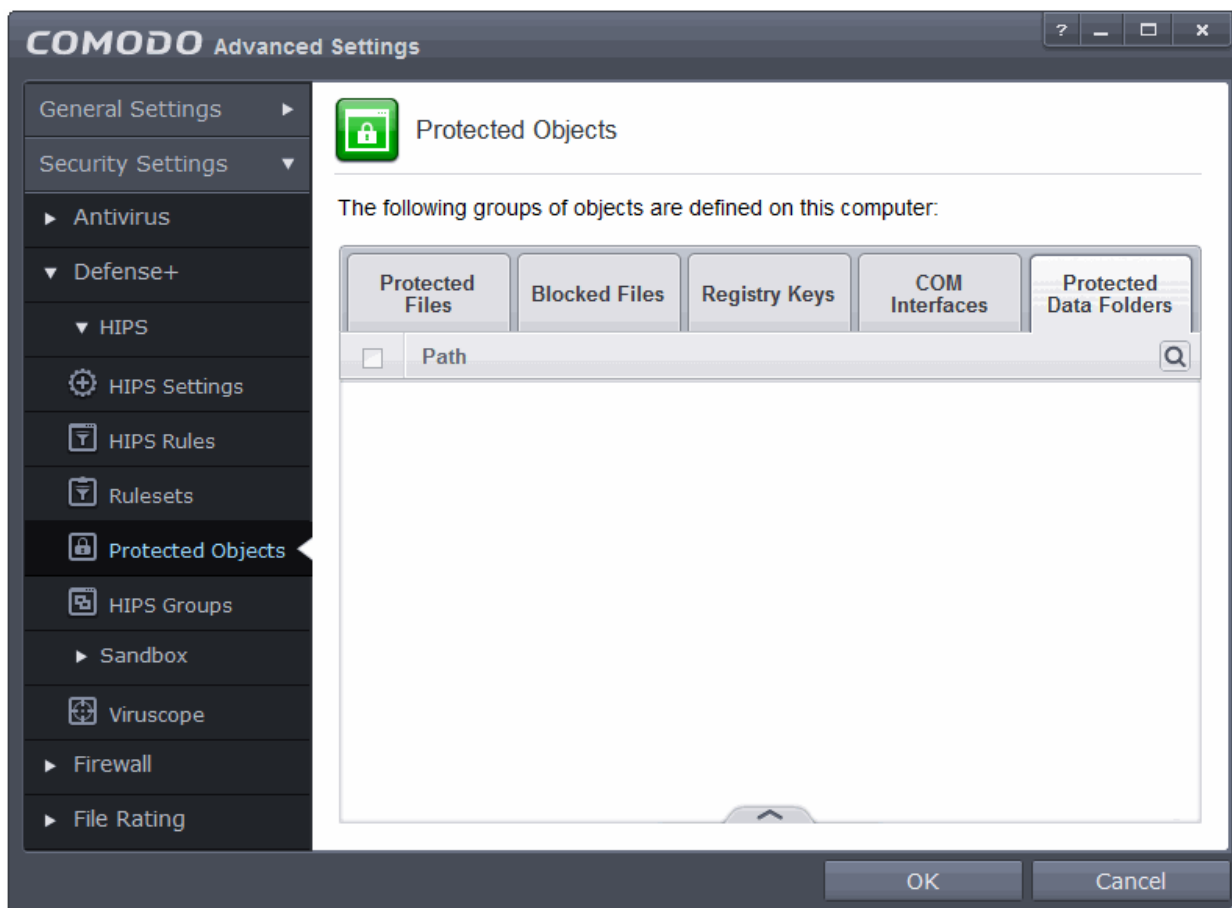 COMODO Advanced Settings
?
General Settings
Security Settings
Antivirus
Defense+
HIPS
HIPS Settings
HIPS Rules
Rulesets
Protected Objects
HIPS Groups
Sandbox
Viruscope
Firewall
File Rating
Protected Objects
The following groups of objects are defined on this computer:
Protected
Files
Blocked Files
Registry Keys
COM
Interfaces
Protected
Data Folders
Path
OK
Cancel